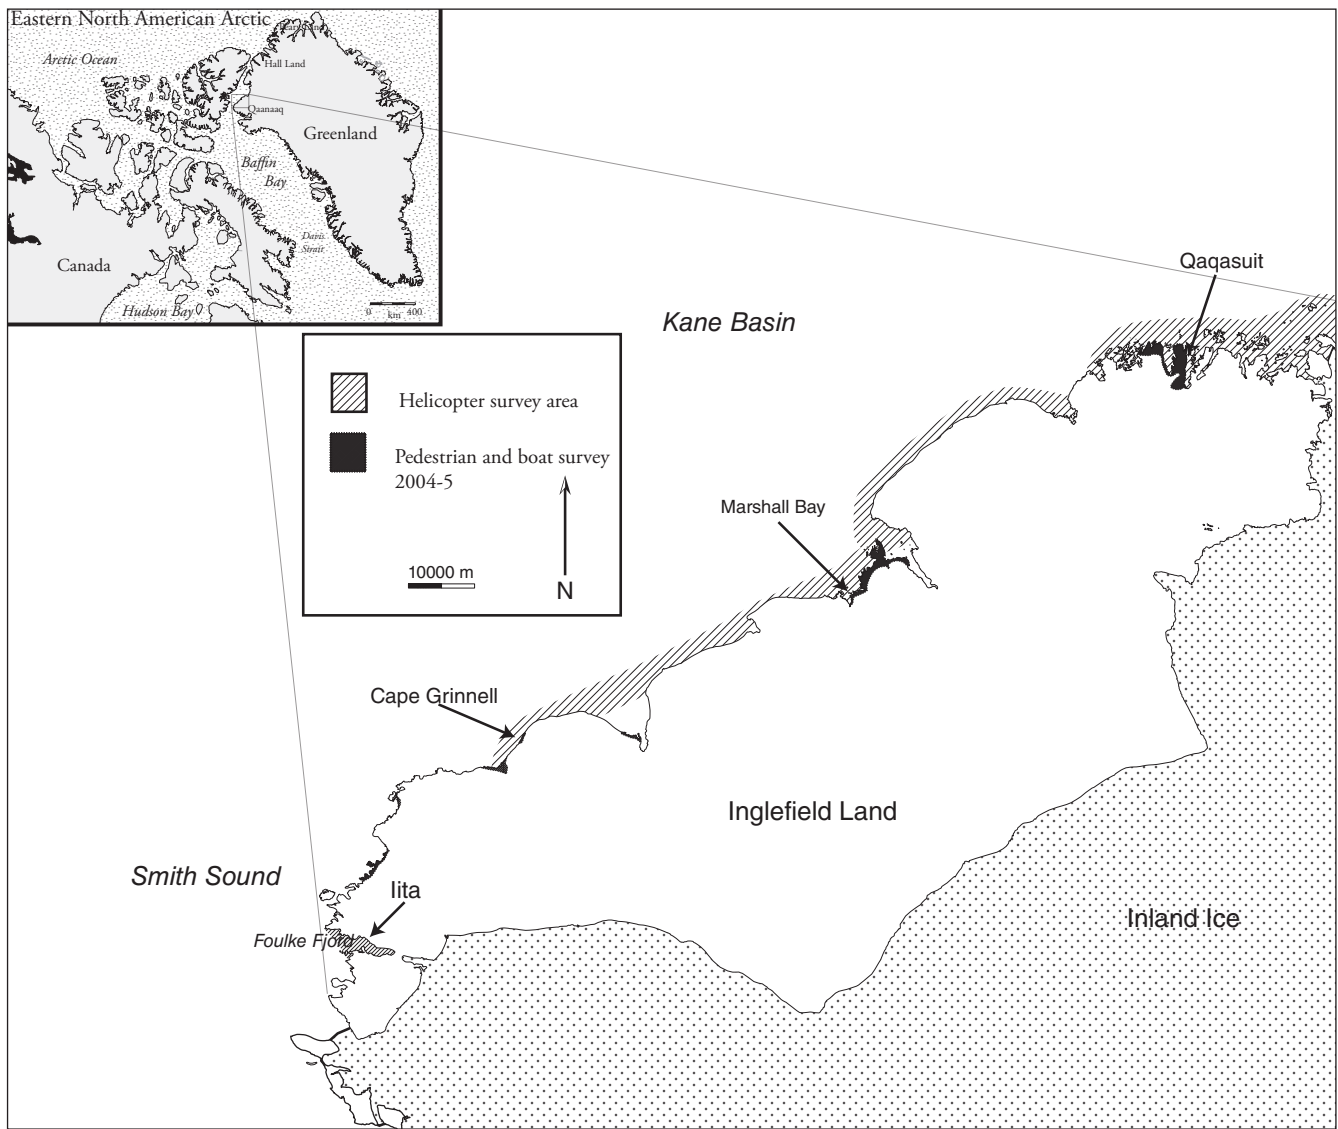 Eastern North American Arctic
Peary Land
Arctic Ocean
Hall Land
Qaanaaq
Greenland
Baffin
Bay
Davis
Strait
Canada
Hudson Bay
0 km 400
Qaqasuit
Kane Basin
Helicopter survey area
Pedestrian and boat survey
2004-5
10000 m
N
Marshall Bay
Cape Grinnell
Inglefield Land
Smith Sound
Iita
Foulke Fjord
Inland Ice